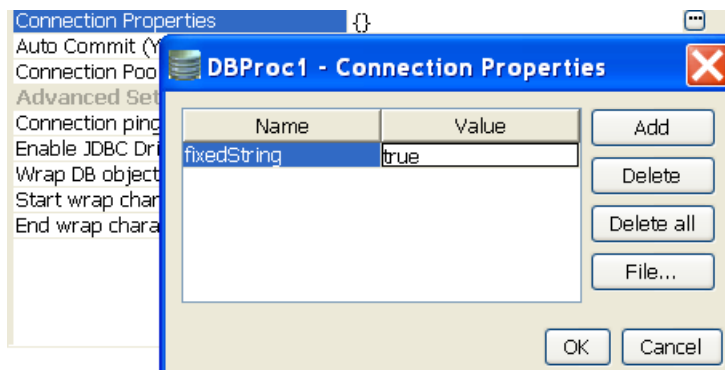 Connection Properties {}
Auto Commit (Y
Connection Poo
Advanced Set
Connection ping
Enable JDBC Dri
Wrap DB object
Start wrap char
End wrap chara
DBProc1 - Connection Properties
Name Value
fixedString true
Add
Delete
Delete all
File...
OK Cancel